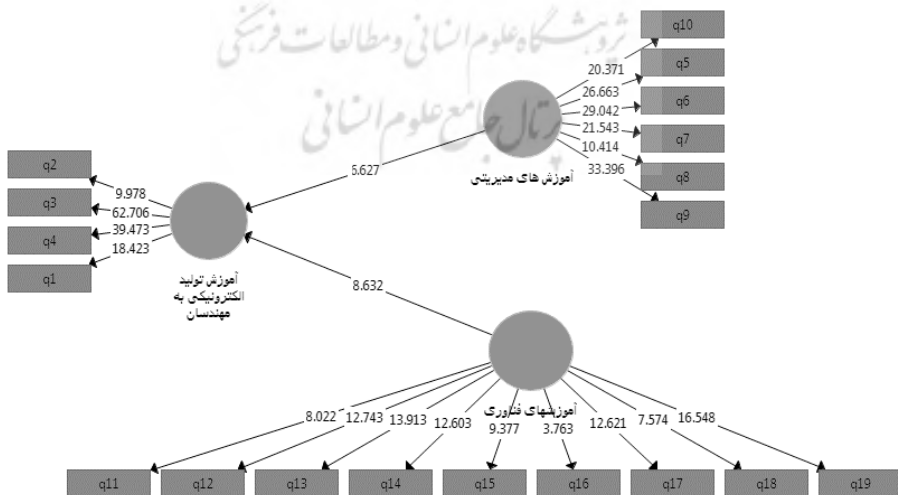 پژوهشگاه علوم انسانی و مطالعات فرهنگی
پرتال جامع علوم انسانی
q10
20.371
q5
26.663
q6
29.042
q7
21.543
q8
10.414
q9
33.396
آموزش های مدیریتی
6.627
q2
9.978
q3
62.706
q4
39.473
q1
18.423
آموزش تولید
الکترونیکی به
مهندسان
8.632
آموزشهای فناوری
8.022
12.743
13.913
12.603
9.377
3.763
12.621
7.574
16.548
q11
q12
q13
q14
q15
q16
q17
q18
q19